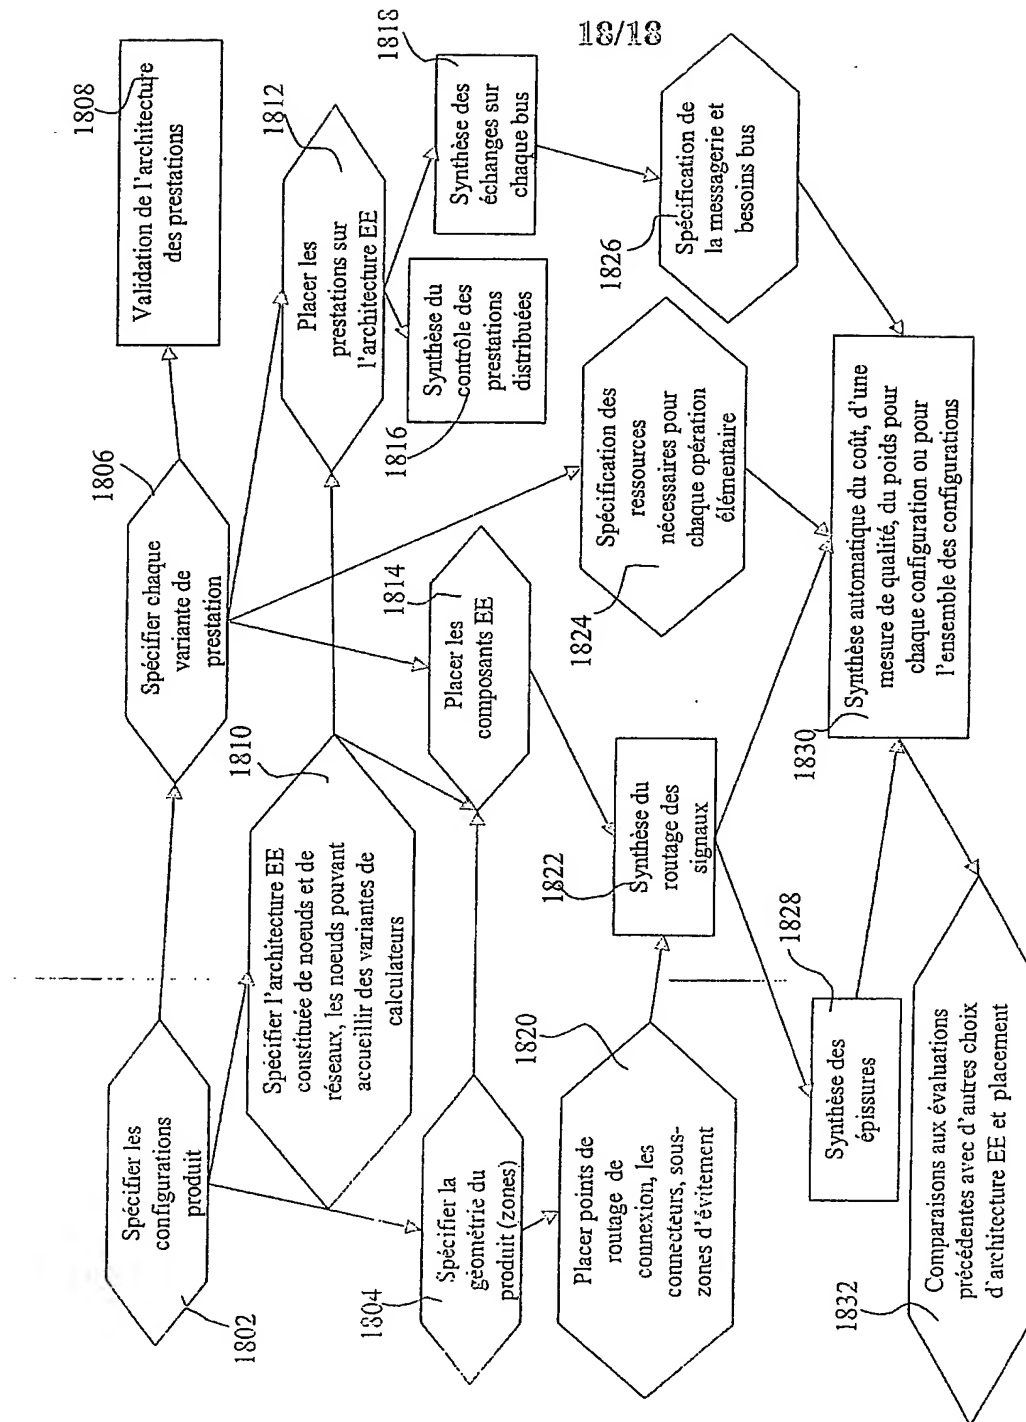 18/18
1802
Spécifier les
configurations
produit
1806
Spécifier chaque
variante de
prestation
1808
Validation de l'architecture
des prestations
1810
Spécifier l'architecture EE
constituée de noeuds et de
réseaux, les noeuds pouvant
accueillir des variantes de
calculateurs
1812
Placer les
prestations sur
l'architecture EE
1804
Spécifier la
géométrie du
produit (zones)
1814
Placer les
composants EE
1816
Synthèse du
contrôle des
prestations
distribuées
1818
Synthèse des
échanges sur
chaque bus
1820
Placer points de
routage de
connexion, les
connecteurs, sous-
zones d'évitement
1822
Synthèse du
routage des
signaux
1824
Spécification des
ressources
nécessaires pour
chaque opération
élémentaire
1826
Spécification de
la messagerie et
besoins bus
1828
Synthèse des
épissures
1830
Synthèse automatique du coût, d'une
mesure de qualité, du poids pour
chaque configuration ou pour
l'ensemble des configurations
1832
Comparaisons aux évaluations
précédentes avec d'autres choix
d'architecture EE et placement